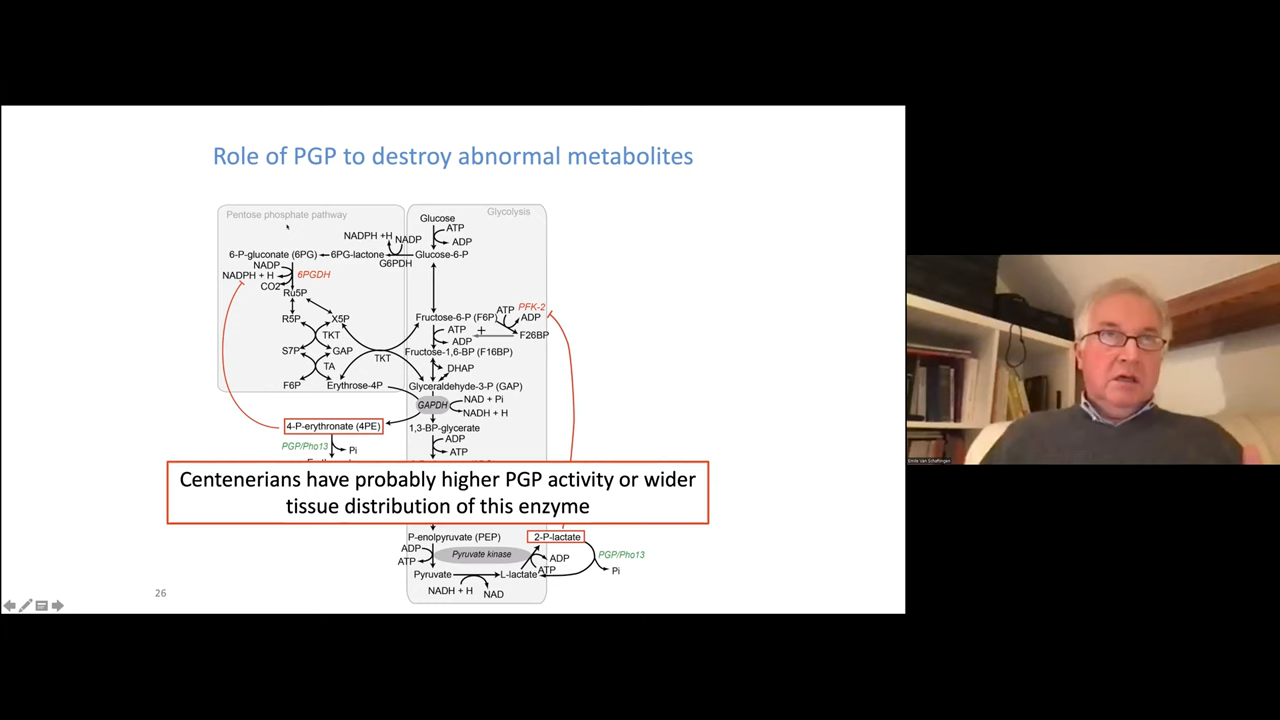 Role of PGP to destroy abnormal metabolites
Pentose phosphate pathway
Glycolysis
Glucose
ATP
ADP
NADPH +H
NADP
6-P-gluconate (6PG)
6PG-lactone
Glucose-6-P
G6PDH
NADP
NADPH + H
6PGDH
CO2
Ru5P
R5P
X5P
TKT
S7P
GAP
TA
F6P
Erythrose-4P
TKT
Fructose-6-P (F6P)
ATP
PFK-2
ADP
+
F26BP
ATP
ADP
Fructose-1,6-BP (F16BP)
DHAP
Glyceraldehyde-3-P (GAP)
GAPDH
NAD + Pi
NADH + H
4-P-erythronate (4PE)
1,3-BP-glycerate
PGP/Pho13
Pi
ADP
ATP
Centenerians have probably higher PGP activity or wider
tissue distribution of this enzyme
P-enolpyruvate (PEP)
2-P-lactate
ADP
ATP
Pyruvate kinase
ADP
ATP
PGP/Pho13
Pi
Pyruvate
L-lactate
NADH + H
NAD
26
Emile Van Schaftingen